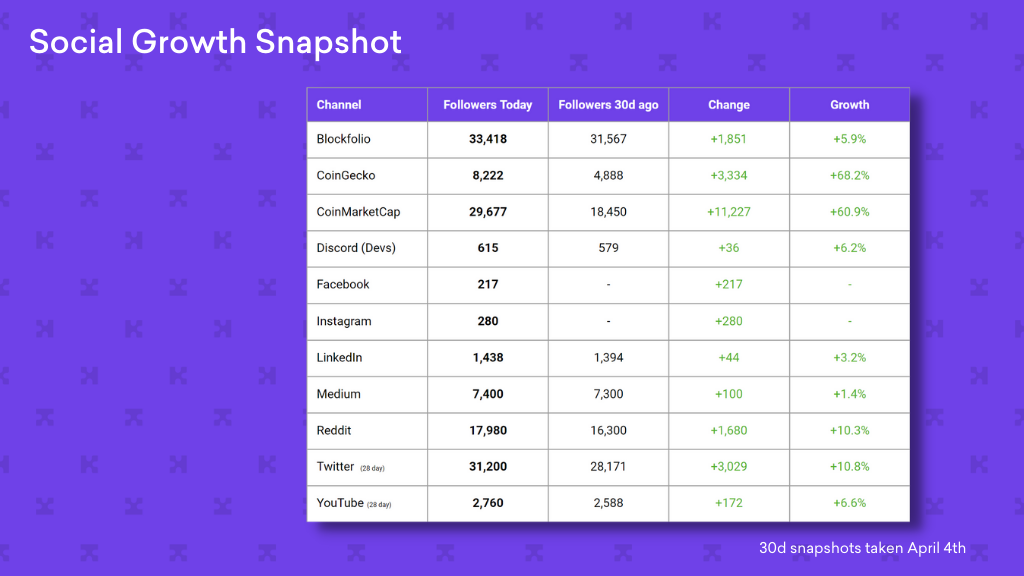 Social Growth Snapshot
Channel Followers Today Followers 30d ago Change Growth
Blockfolio 33,418 31,567 +1,851 +5.9%
CoinGecko 8,222 4,888 +3,334 +68.2%
CoinMarketCap 29,677 18,450 +11,227 +60.9%
Discord (Devs) 615 579 +36 +6.2%
Facebook 217 - +217 -
Instagram 280 - +280 -
LinkedIn 1,438 1,394 +44 +3.2%
Medium 7,400 7,300 +100 +1.4%
Reddit 17,980 16,300 +1,680 +10.3%
Twitter (28 day) 31,200 28,171 +3,029 +10.8%
YouTube (28 day) 2,760 2,588 +172 +6.6%
30d snapshots taken April 4th